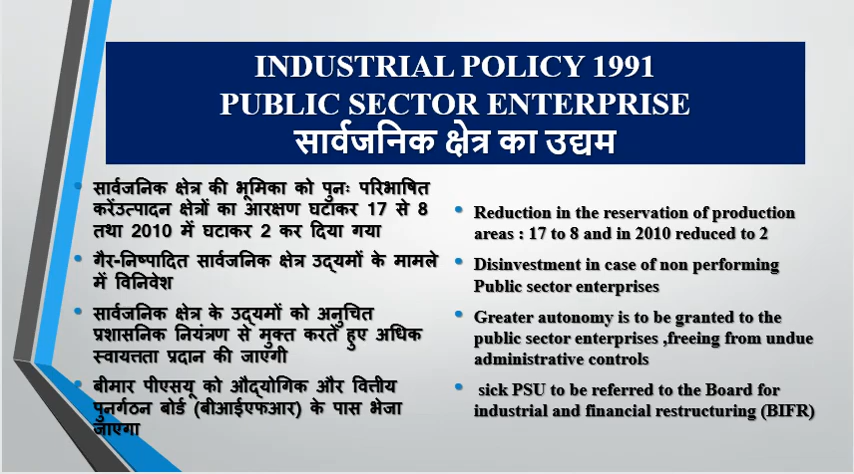 INDUSTRIAL POLICY 1991
PUBLIC SECTOR ENTERPRISE
सार्वजनिक क्षेत्र का उद्यम
सार्वजनिक क्षेत्र की भूमिका को पुनः परिभाषित
करेंउत्पादन क्षेत्रों का आरक्षण घटाकर 17 से 8
तथा 2010 में घटाकर 2 कर दिया गया
गैर-निष्पादित सार्वजनिक क्षेत्र उद्यमों के मामले
में विनिवेश
सार्वजनिक क्षेत्र के उद्यमों को अनुचित
प्रशासनिक नियंत्रण से मुक्त करते हुए अधिक
स्वायत्तता प्रदान की जाएगी
बीमार पीएसयू को औद्योगिक और वित्तीय
पुनर्गठन बोर्ड (बीआईएफआर) के पास भेजा
जाएगा
Reduction in the reservation of production
areas : 17 to 8 and in 2010 reduced to 2
Disinvestment in case of non performing
Public sector enterprises
Greater autonomy is to be granted to the
public sector enterprises ,freeing from undue
administrative controls
sick PSU to be referred to the Board for
industrial and financial restructuring (BIFR)